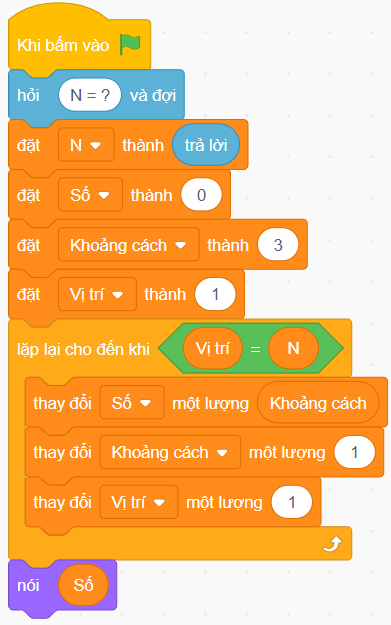 Khi bấm vào
hỏi N = ? và đợi
đặt N thành trả lời
đặt Số thành 0
đặt Khoảng cách thành 3
đặt Vị trí thành 1
lặp lại cho đến khi Vị trí = N
thay đổi Số một lượng Khoảng cách
thay đổi Khoảng cách một lượng 1
thay đổi Vị trí một lượng 1
nói Số